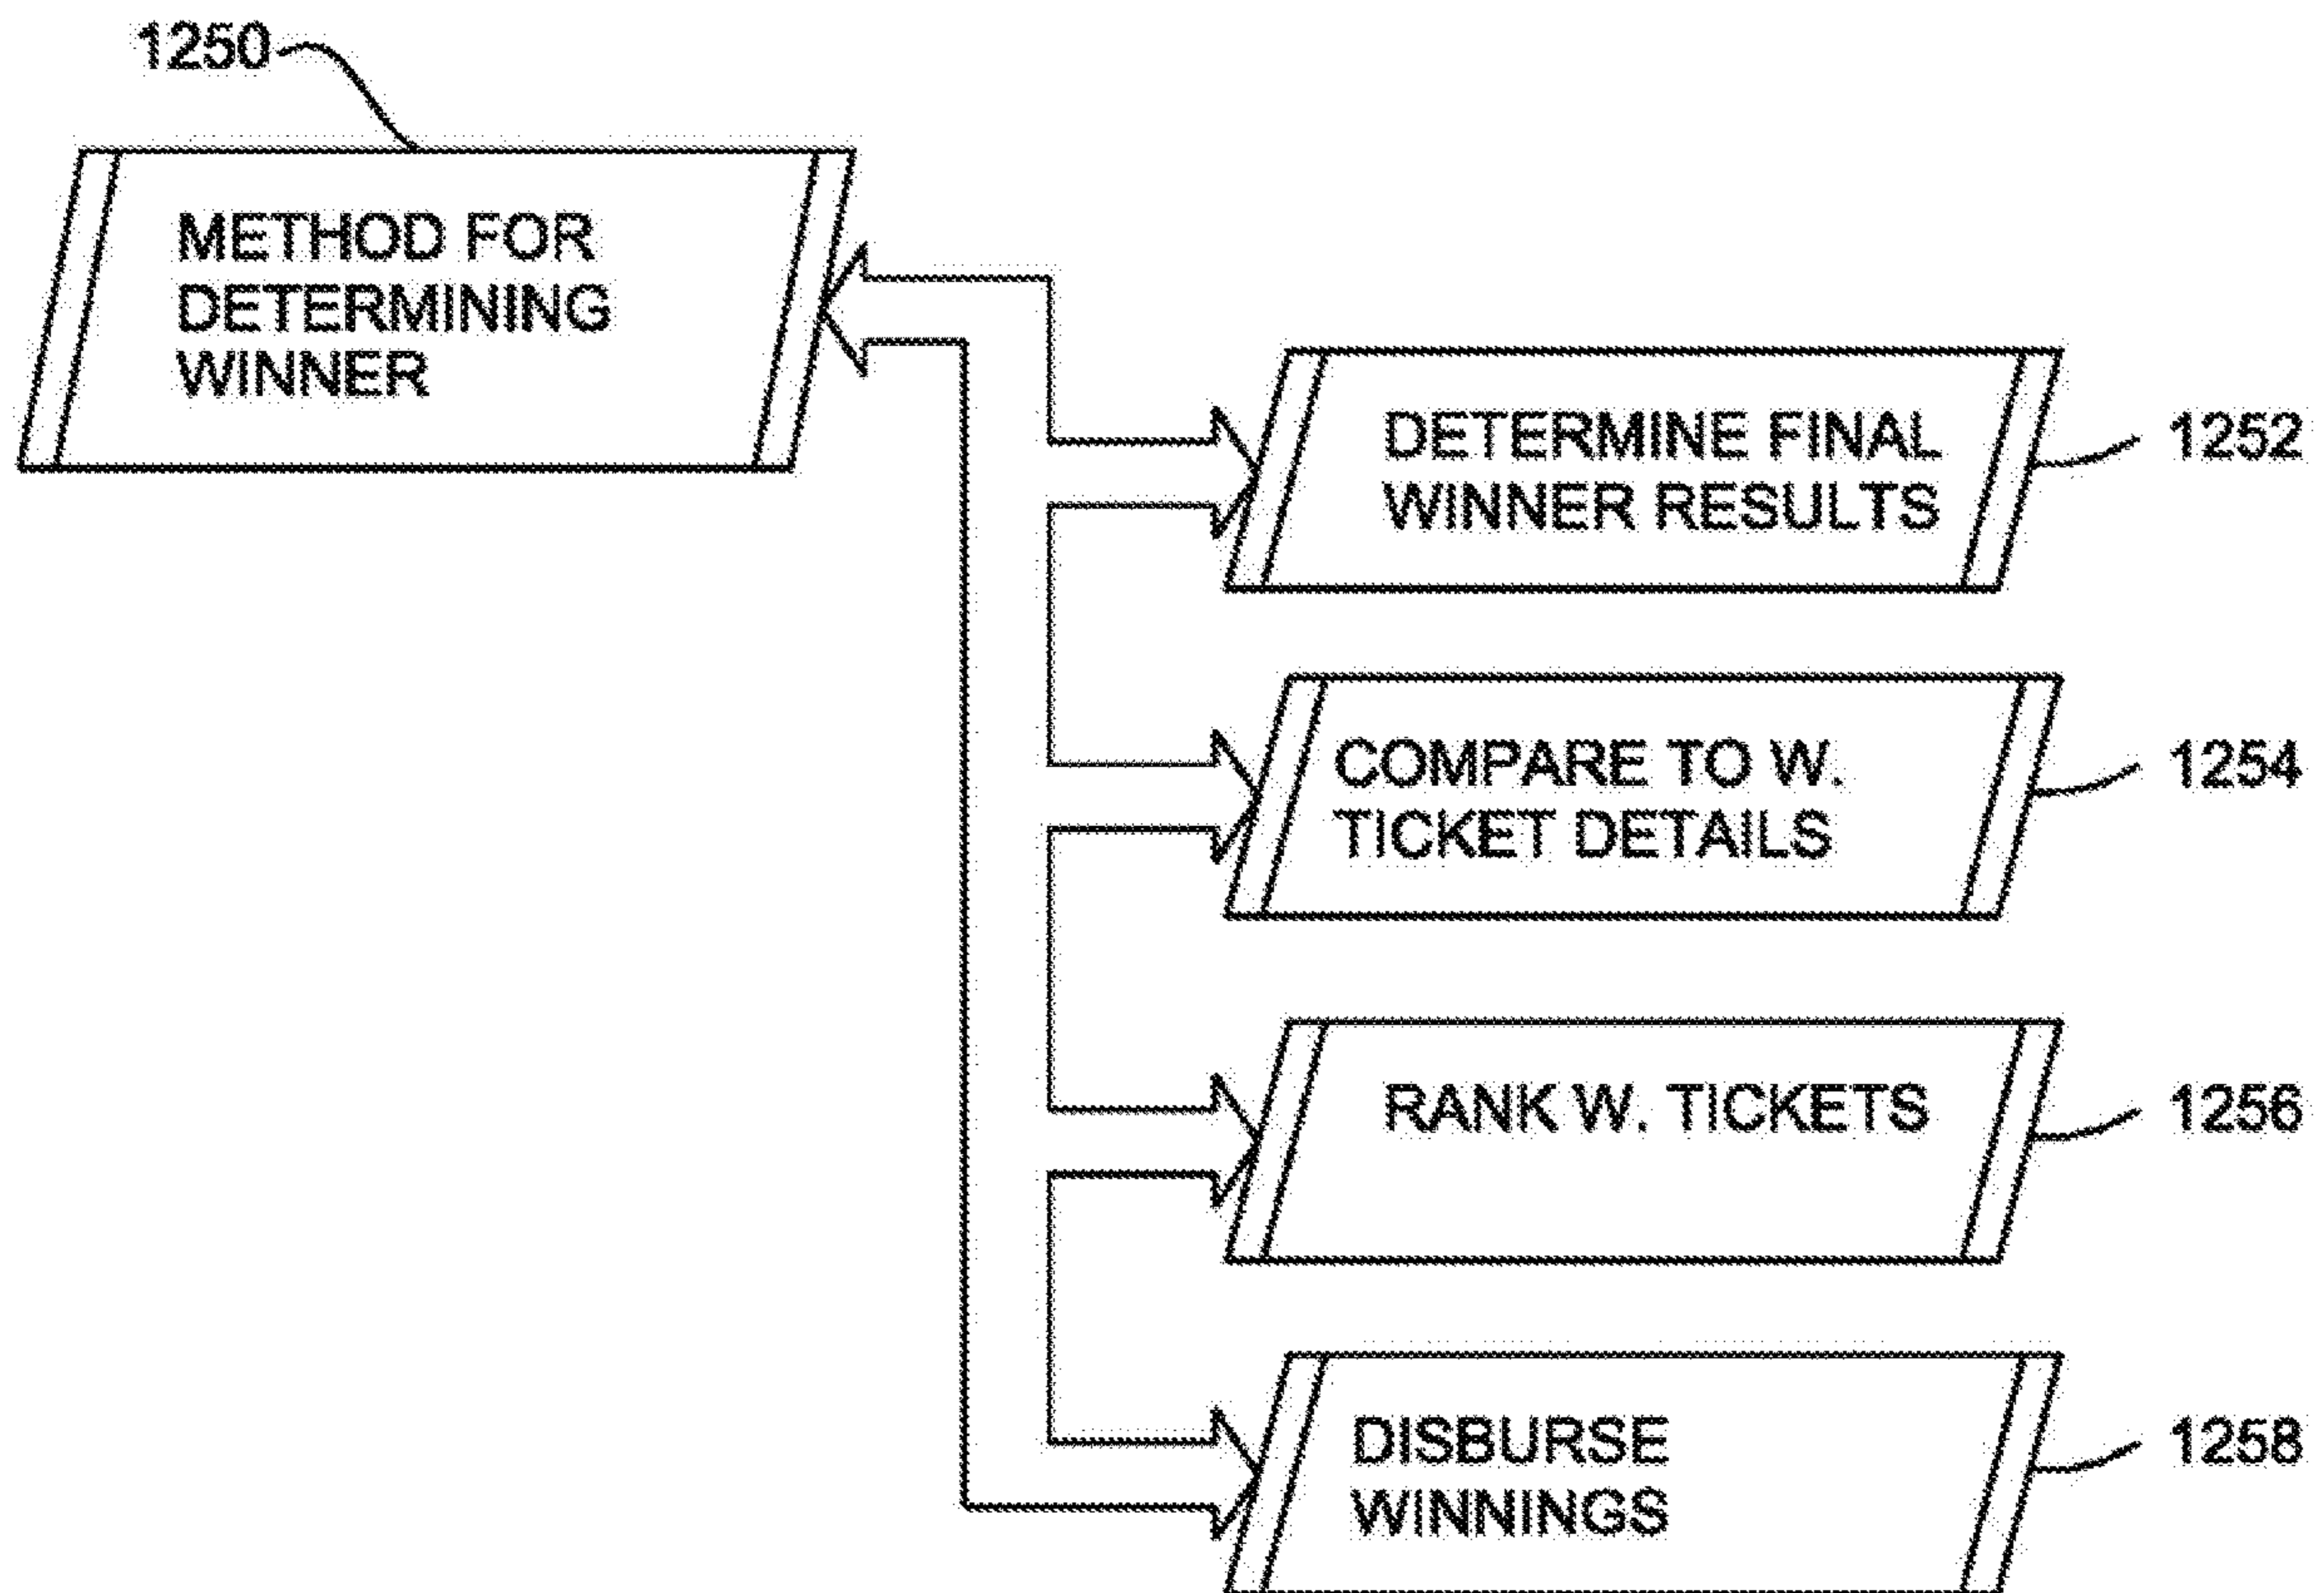 1250
METHOD FOR
DETERMINING
WINNER
DETERMINE FINAL
WINNER RESULTS
1252
COMPARE TO W.
TICKET DETAILS
1254
RANK W. TICKETS
1256
DISBURSE
WINNINGS
1258